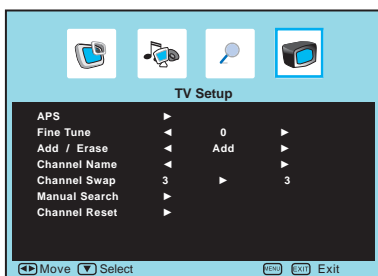 TV Setup
APS ►
Fine Tune ◄ 0 ►
Add / Erase ◄ Add ►
Channel Name ◄ ►
Channel Swap 3 ► 3
Manual Search ►
Channel Reset ►
Move Select MENU EXIT Exit